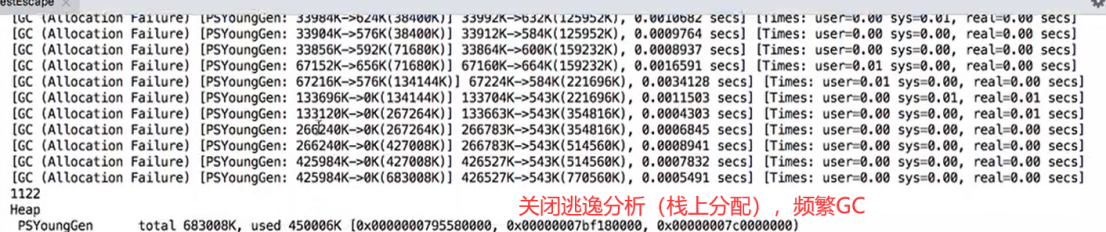 estEscape
[GC (Allocation Failure) [PSYoungGen: 33984K->624K(38400K)] 33992K->632K(125952K), 0.0010682 secs] [Times: user=0.00 sys=0.01, real=0.00 secs]
[GC (Allocation Failure) [PSYoungGen: 33904K->576K(38400K)] 33912K->584K(125952K), 0.0009764 secs] [Times: user=0.00 sys=0.00, real=0.00 secs]
[GC (Allocation Failure) [PSYoungGen: 33856K->592K(71680K)] 33864K->600K(159232K), 0.0008937 secs] [Times: user=0.00 sys=0.00, real=0.00 secs]
[GC (Allocation Failure) [PSYoungGen: 67152K->656K(71680K)] 67160K->664K(159232K), 0.0016591 secs] [Times: user=0.01 sys=0.00, real=0.00 secs]
[GC (Allocation Failure) [PSYoungGen: 67216K->576K(134144K)] 67224K->584K(221696K), 0.0034128 secs] [Times: user=0.01 sys=0.00, real=0.00 secs]
[GC (Allocation Failure) [PSYoungGen: 133696K->0K(134144K)] 133704K->543K(221696K), 0.0011503 secs] [Times: user=0.00 sys=0.01, real=0.01 secs]
[GC (Allocation Failure) [PSYoungGen: 133120K->0K(267264K)] 133663K->543K(354816K), 0.0004303 secs] [Times: user=0.00 sys=0.01, real=0.00 secs]
[GC (Allocation Failure) [PSYoungGen: 266240K->0K(267264K)] 266783K->543K(354816K), 0.0006845 secs] [Times: user=0.00 sys=0.00, real=0.00 secs]
[GC (Allocation Failure) [PSYoungGen: 266240K->0K(427008K)] 266783K->543K(514560K), 0.0008941 secs] [Times: user=0.00 sys=0.00, real=0.00 secs]
[GC (Allocation Failure) [PSYoungGen: 425984K->0K(427008K)] 426527K->543K(514560K), 0.0007832 secs] [Times: user=0.00 sys=0.00, real=0.00 secs]
[GC (Allocation Failure) [PSYoungGen: 425984K->0K(683008K)] 426527K->543K(770560K), 0.0005491 secs] [Times: user=0.00 sys=0.00, real=0.00 secs]
1122
Heap
关闭逃逸分析（栈上分配），频繁GC
PSYoungGen total 683008K, used 450006K [0x0000000795580000, 0x00000007bf180000, 0x00000007c0000000)